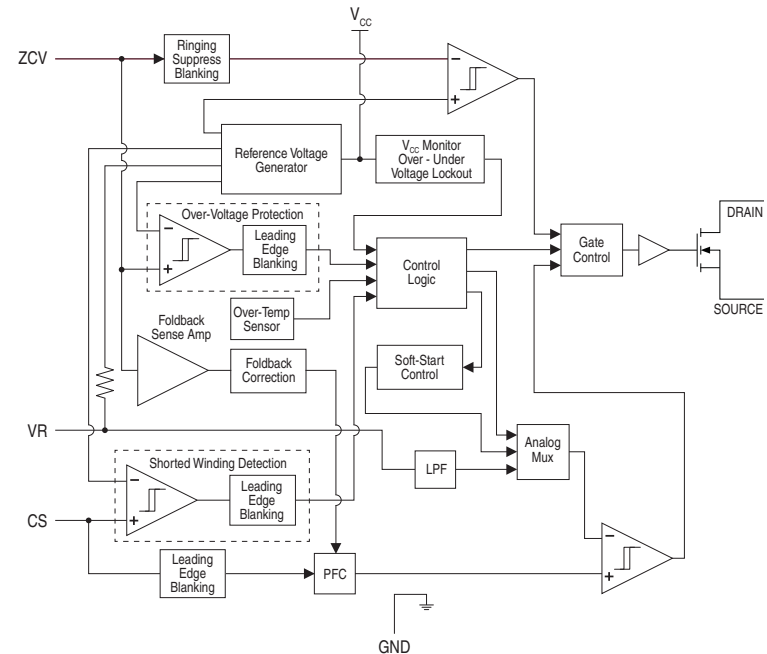 V_CC
ZCV
Ringing
Suppress
Blanking
−
+
Reference Voltage
Generator
V_CC Monitor
Over - Under
Voltage Lockout
Over-Voltage Protection
−
+
Leading
Edge
Blanking
Control
Logic
Gate
Control
DRAIN
SOURCE
Over-Temp
Sensor
Foldback
Sense Amp
Foldback
Correction
Soft-Start
Control
VR
LPF
Analog
Mux
Shorted Winding Detection
−
+
Leading
Edge
Blanking
CS
Leading
Edge
Blanking
PFC
−
+
GND